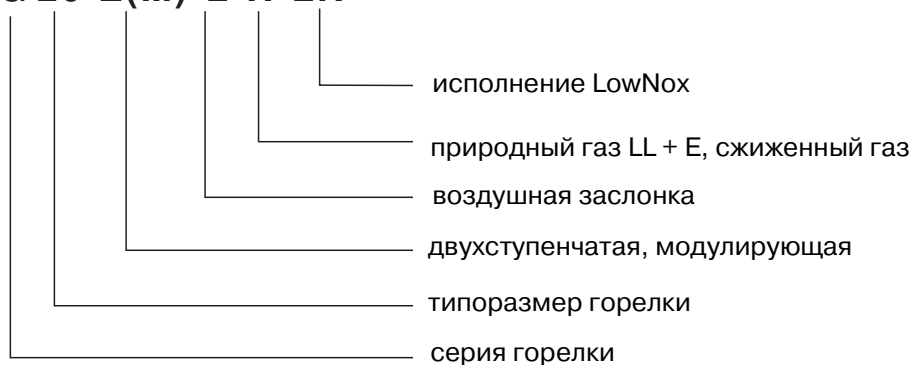 исполнение LowNox
природный газ LL + E, сжиженный газ
воздушная заслонка
двухступенчатая, модулирующая
типоразмер горелки
серия горелки